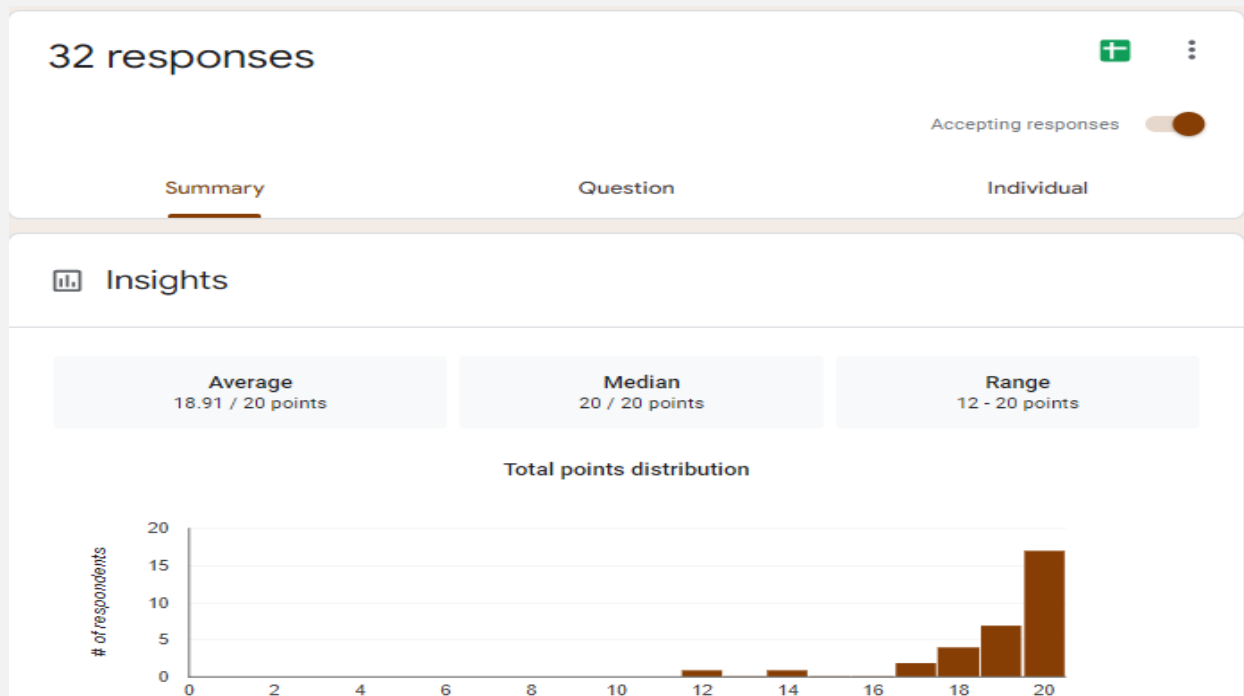 32 responses
Accepting responses
Summary Question Individual
Insights
Average Median Range
18.91 / 20 points 20 / 20 points 12 - 20 points
Total points distribution
# of respondents
20
15
10
5
0
0 2 4 6 8 10 12 14 16 18 20